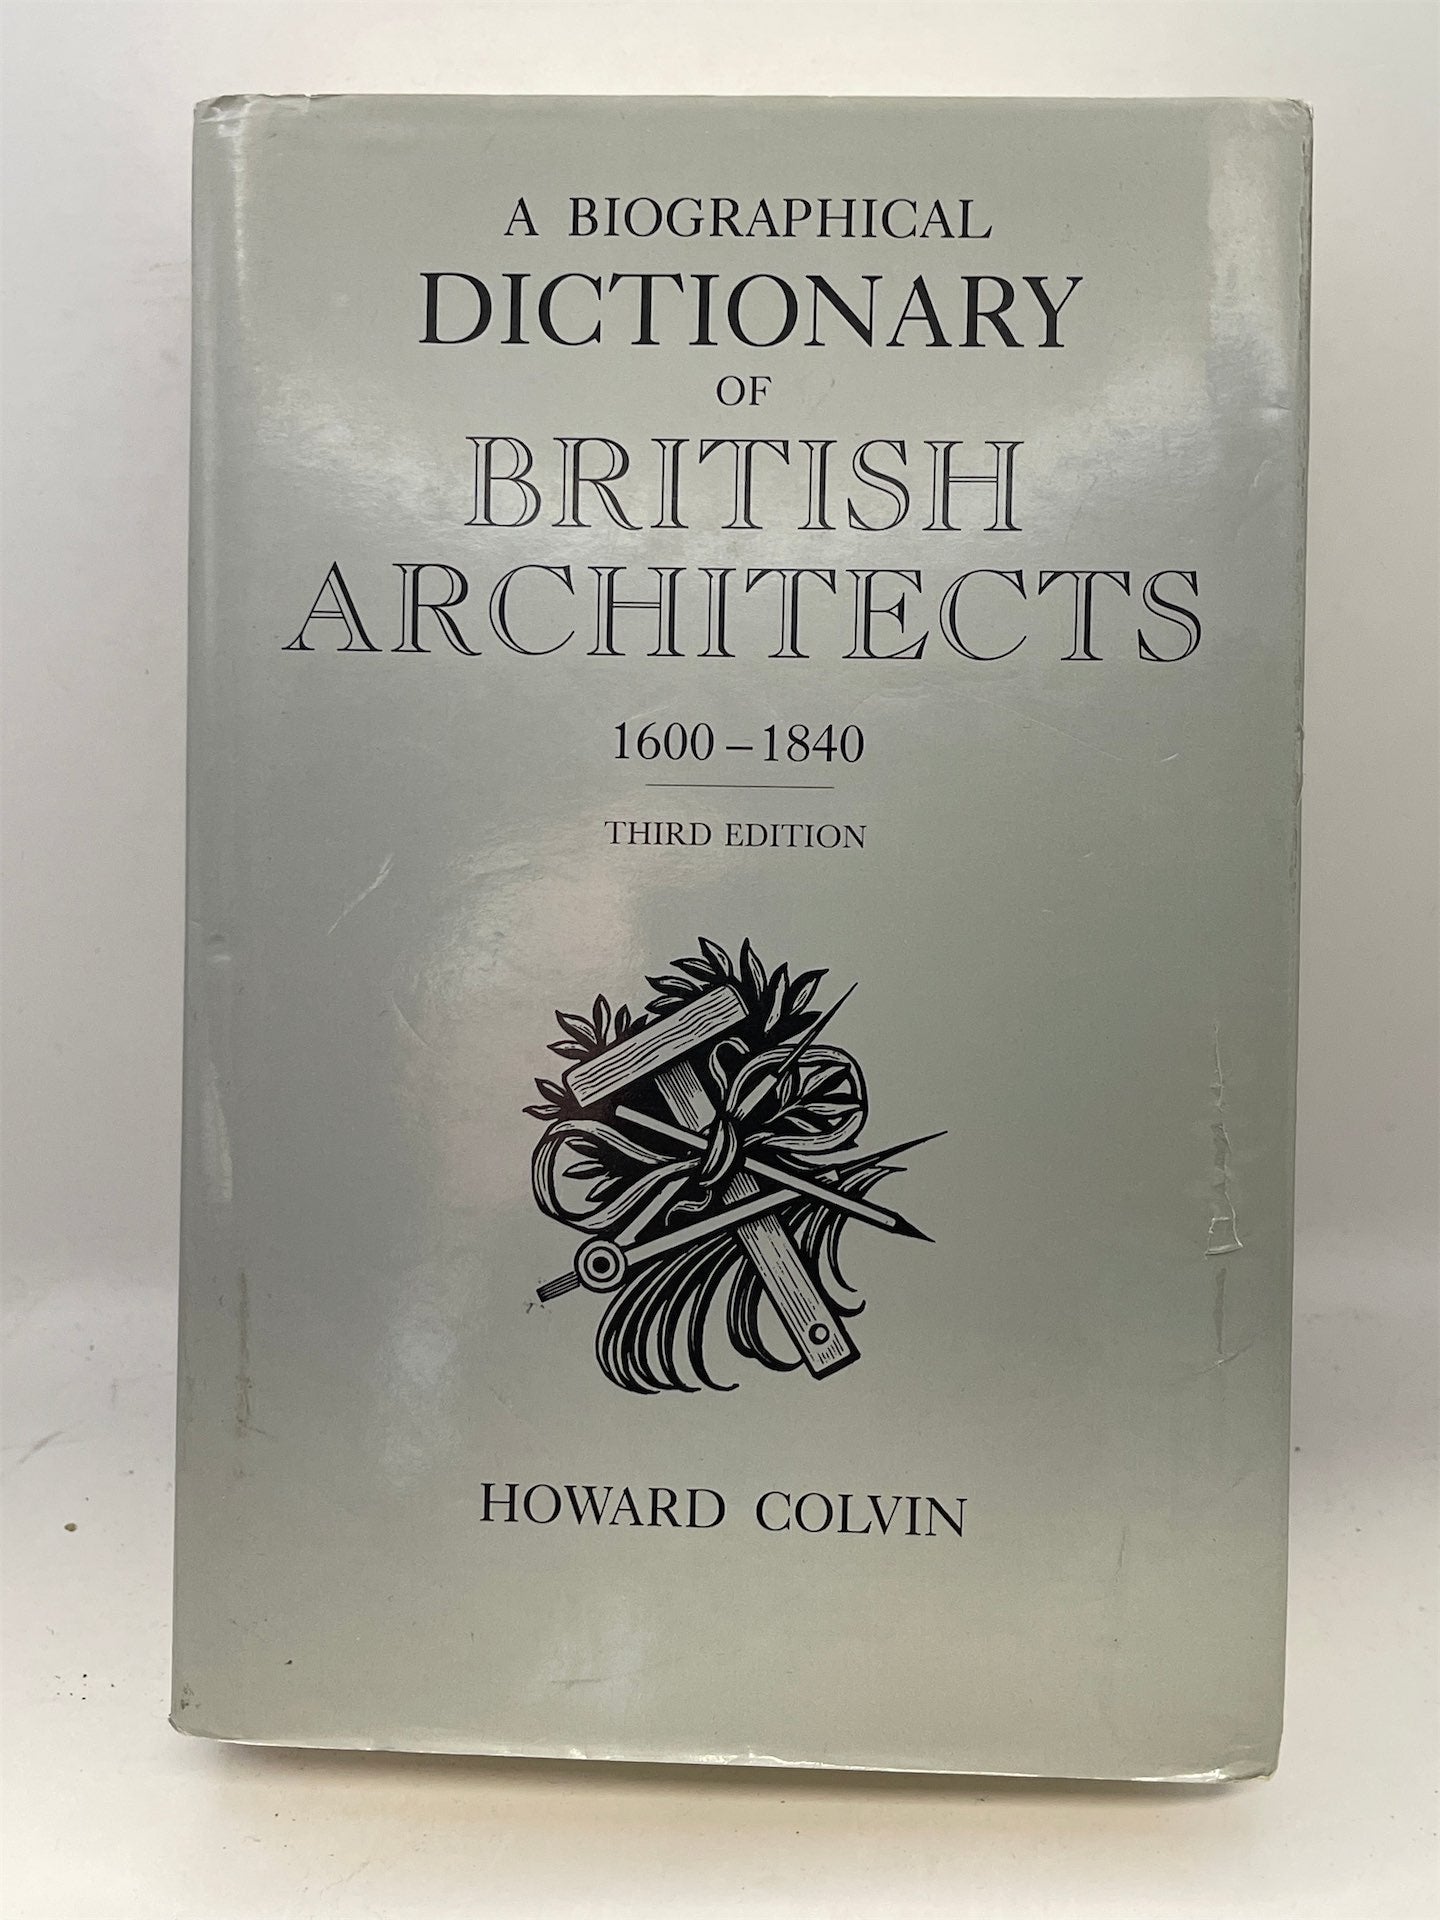 A BIOGRAPHICAL
DICTIONARY
OF
BRITISH
ARCHITECTS
1600–1840
THIRD EDITION
HOWARD COLVIN